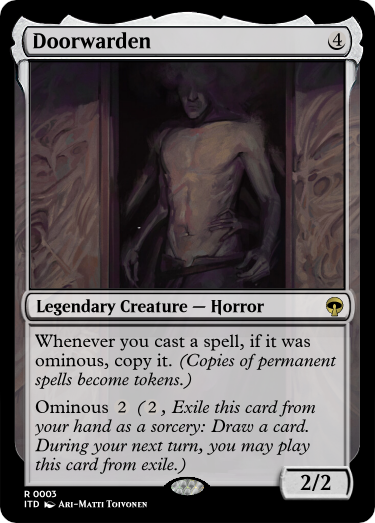 Doorwarden 4
Legendary Creature — Horror
Whenever you cast a spell, if it was
ominous, copy it. (Copies of permanent
spells become tokens.)
Ominous 2 (2, Exile this card from
your hand as a sorcery: Draw a card.
During your next turn, you may play
this card from exile.)
2/2
R 0003
ITD Ari-Matti Toivonen